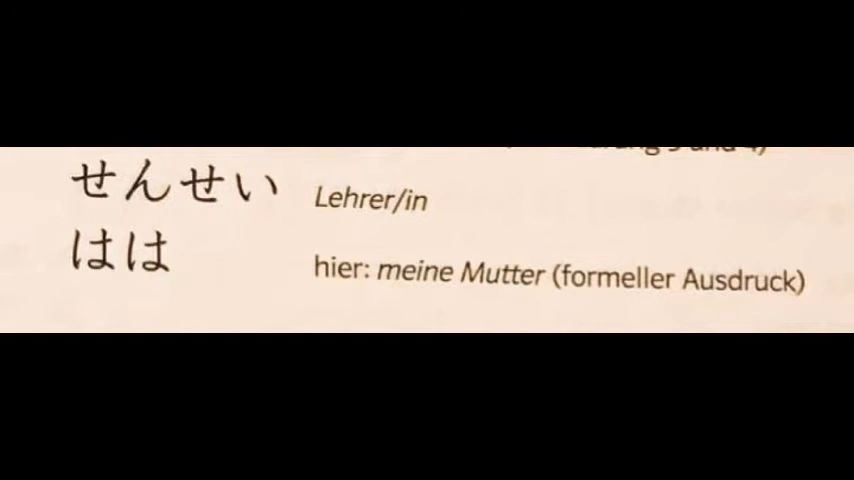 せんせい Lehrer/in
はは hier: meine Mutter (formeller Ausdruck)